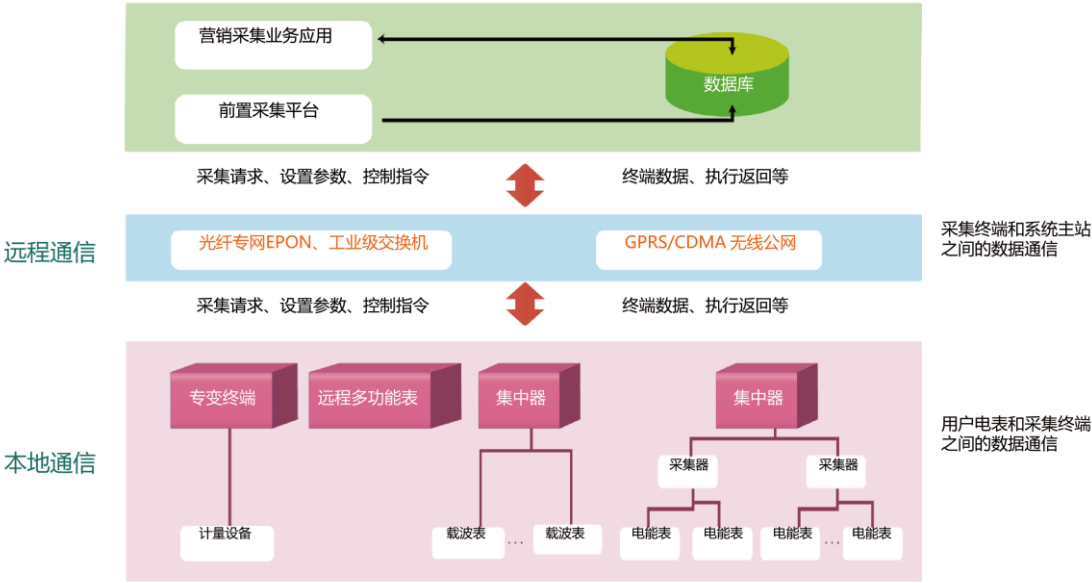 营销采集业务应用
数据库
前置采集平台
采集请求、设置参数、控制指令
终端数据、执行返回等
远程通信
光纤专网EPON、工业级交换机
GPRS/CDMA 无线公网
采集终端和系统主站
之间的数据通信
采集请求、设置参数、控制指令
终端数据、执行返回等
本地通信
专变终端
远程多功能表
集中器
集中器
用户电表和采集终端
之间的数据通信
采集器
采集器
计量设备
载波表
...
载波表
电能表
电能表
电能表
...
电能表